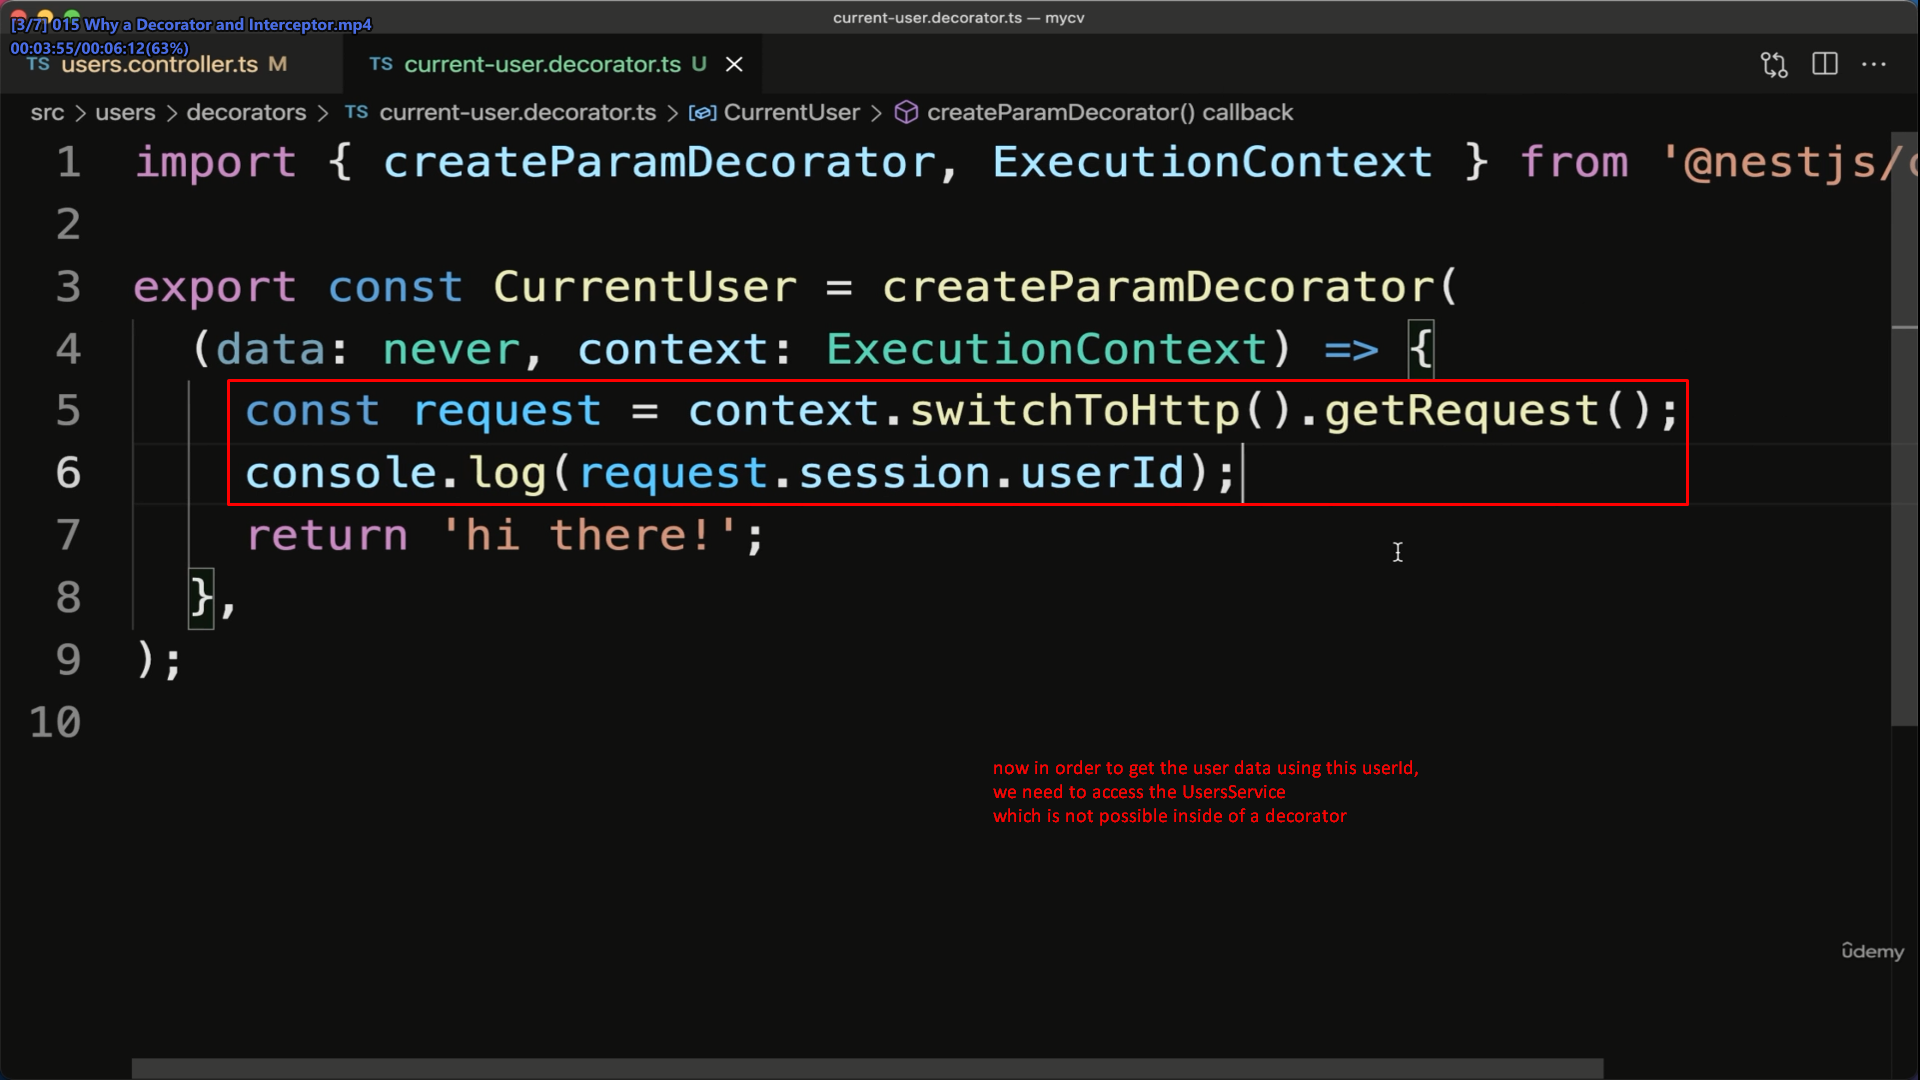 current-user.decorator.ts — mycv
[3/7] 015 Why a Decorator and Interceptor.mp4
00:03:55/00:06:12(63%)
TS users.controller.ts M
TS current-user.decorator.ts U
src > users > decorators > TS current-user.decorator.ts > CurrentUser > createParamDecorator() callback
1 import { createParamDecorator, ExecutionContext } from '@nestjs/
2
3 export const CurrentUser = createParamDecorator(
4 (data: never, context: ExecutionContext) => {
5 const request = context.switchToHttp().getRequest();
6 console.log(request.session.userId);
7 return 'hi there!';
8 },
9 );
10
now in order to get the user data using this userId,
we need to access the UsersService
which is not possible inside of a decorator
ûdemy